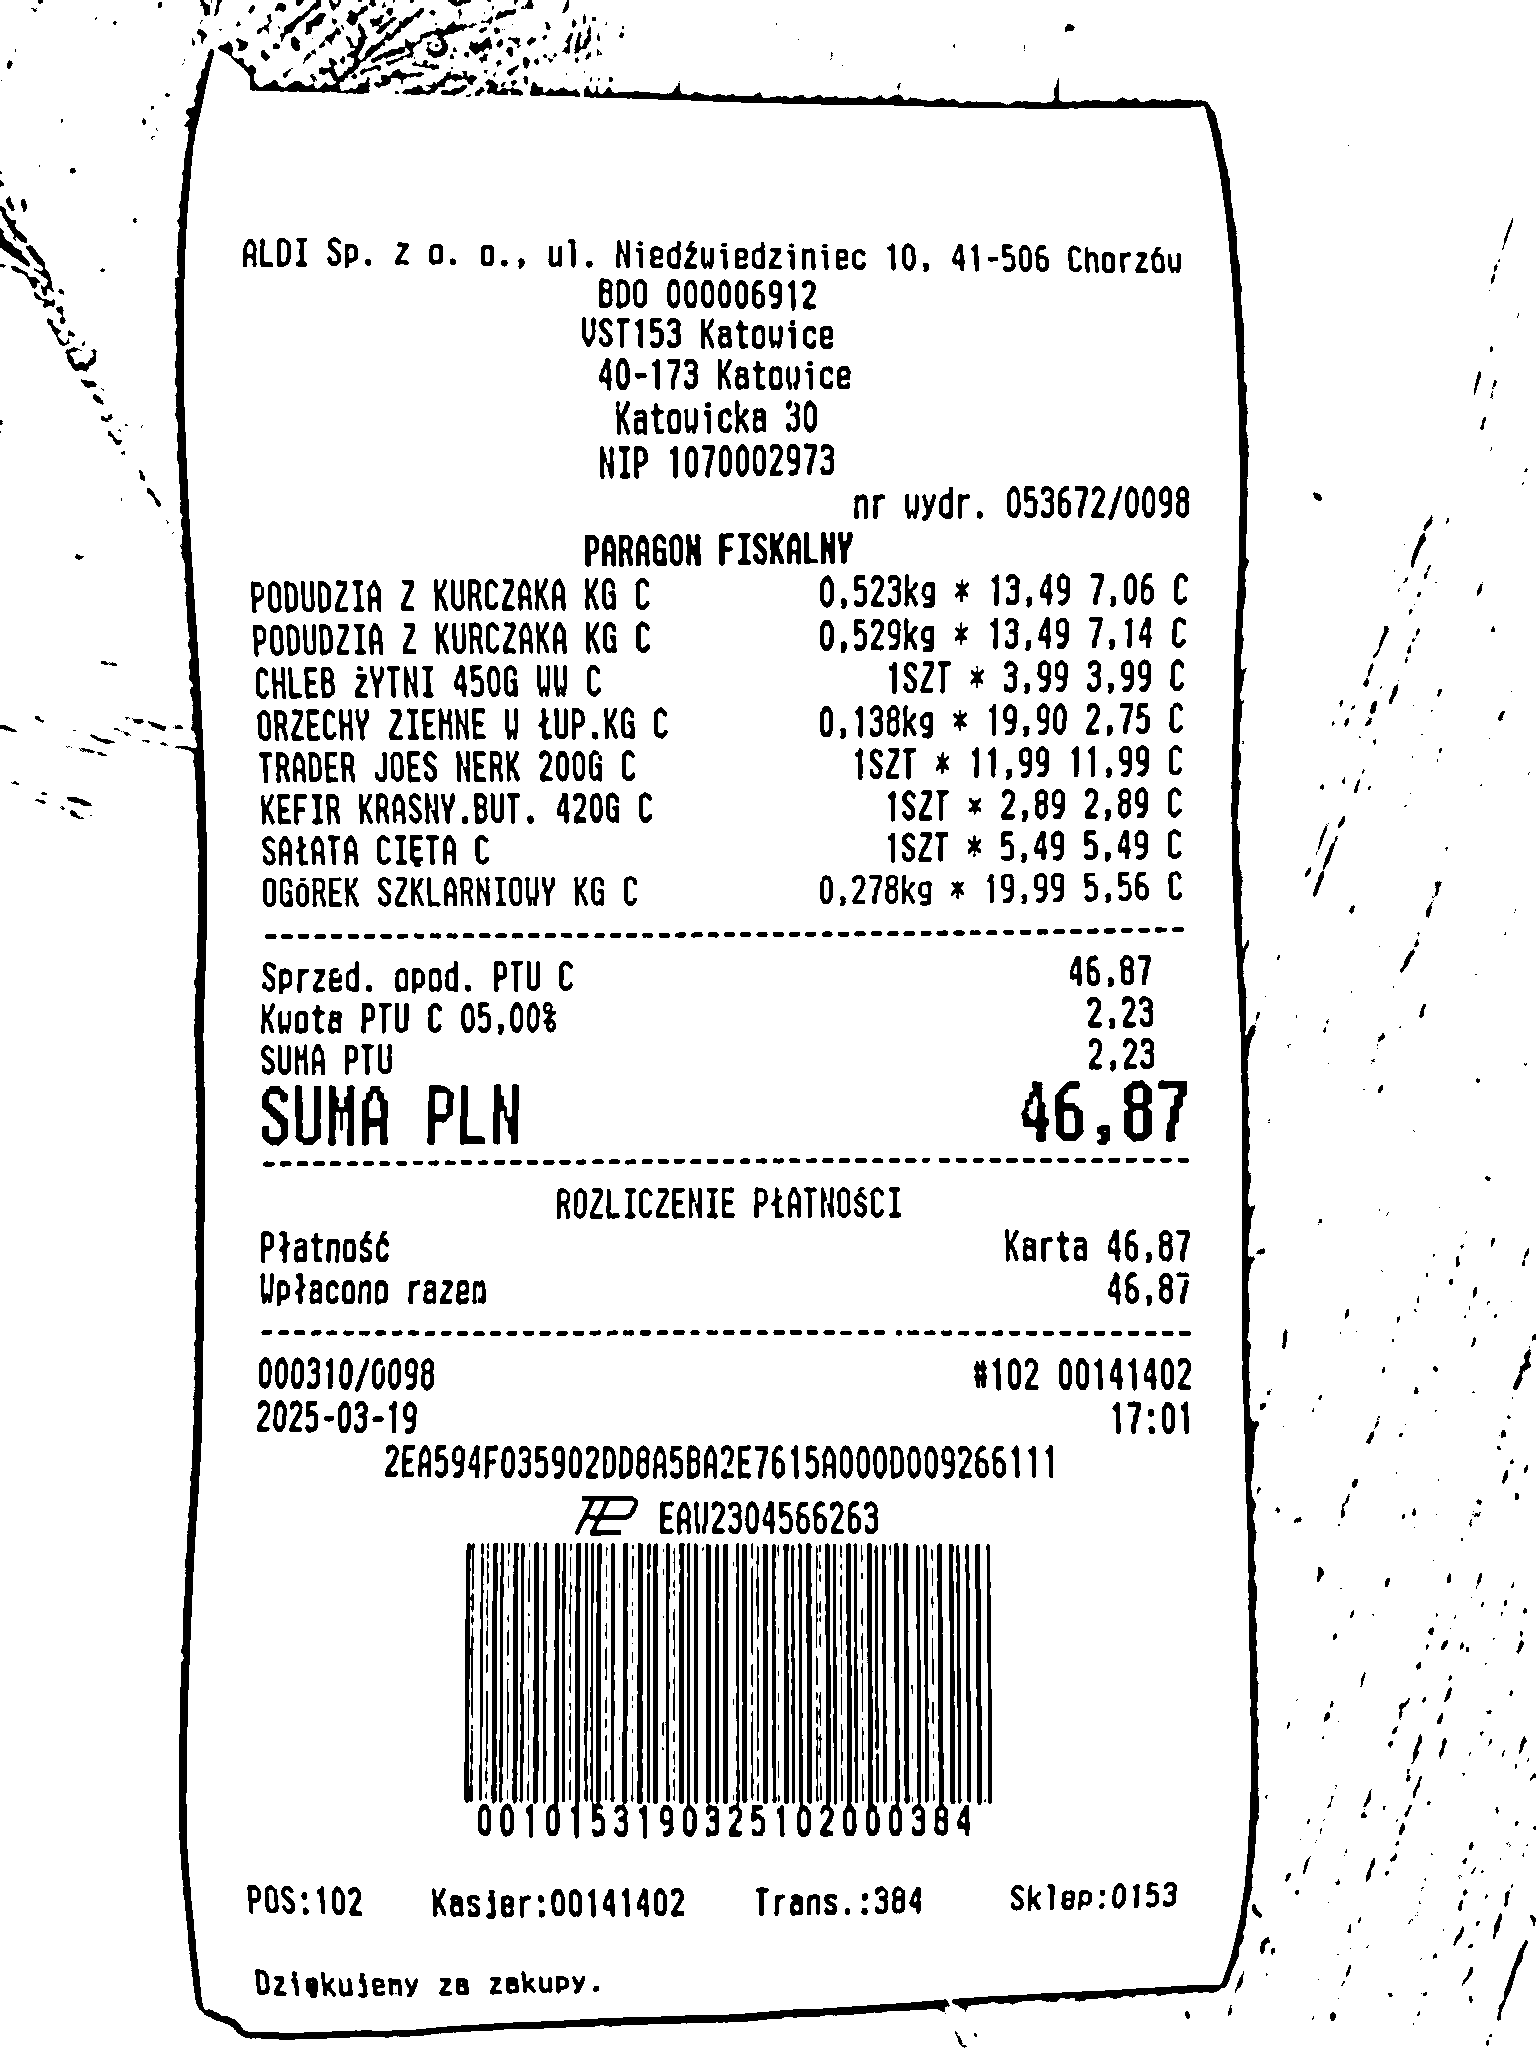 ALDI Sp. z o. o., ul. Niedźwiedziniec 10, 41-506 Chorzów
BDO 000006912
VST153 Katowice
40-173 Katowice
Katowicka 30
NIP 1070002973
nr wydr. 053672/0098
PARAGON FISKALNY
PODUDZIA Z KURCZAKA KG C 0,523kg * 13,49 7,06 C
PODUDZIA Z KURCZAKA KG C 0,529kg * 13,49 7,14 C
CHLEB ŻYTNI 450G WW C 1SZT * 3,99 3,99 C
ORZECHY ZIEMNE W ŁUP.KG C 0,138kg * 19,90 2,75 C
TRADER JOES NERK 200G C 1SZT * 11,99 11,99 C
KEFIR KRASNY.BUT. 420G C 1SZT * 2,89 2,89 C
SAŁATA CIĘTA C 1SZT * 5,49 5,49 C
OGÓREK SZKLARNIOWY KG C 0,278kg * 19,99 5,56 C
Sprzed. opod. PTU C 46,87
Kwota PTU C 05,00% 2,23
SUMA PTU 2,23
SUMA PLN 46,87
ROZLICZENIE PŁATNOŚCI
Płatność Karta 46,87
Wpłacono razem 46,87
000310/0098 #102 00141402
2025-03-19 17:01
2EA594F035902DD8A5BA2E7615A000D009266111
EAW2304566263
0010153190325102000384
POS:102 Kasjer:00141402 Trans.:384 Sklep:0153
Dziękujemy za zakupy.